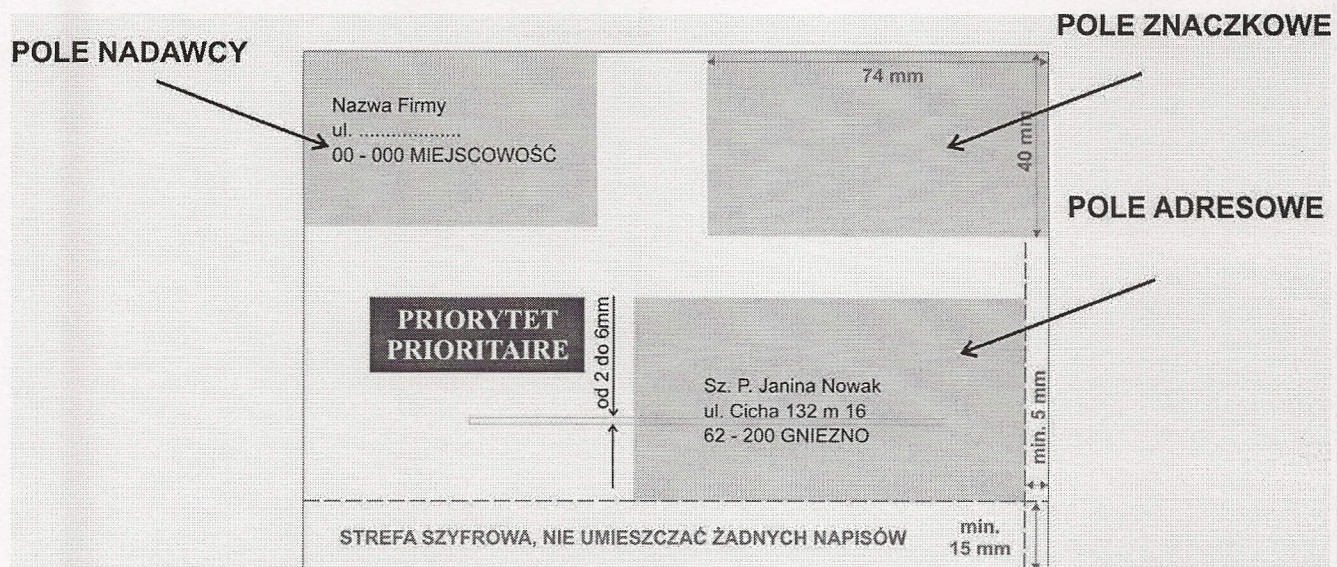 POLE ZNACZKOWE
POLE NADAWCY
74 mm
Nazwa Firmy
ul. ...................
00 - 000 MIEJSCOWOŚĆ
40 mm
POLE ADRESOWE
PRIORYTET
PRIORITAIRE
od 2 do 6mm
Sz. P. Janina Nowak
ul. Cicha 132 m 16
62 - 200 GNIEZNO
min. 5 mm
STREFA SZYFROWA, NIE UMIESZCZAĆ ŻADNYCH NAPISÓW
min.
15 mm